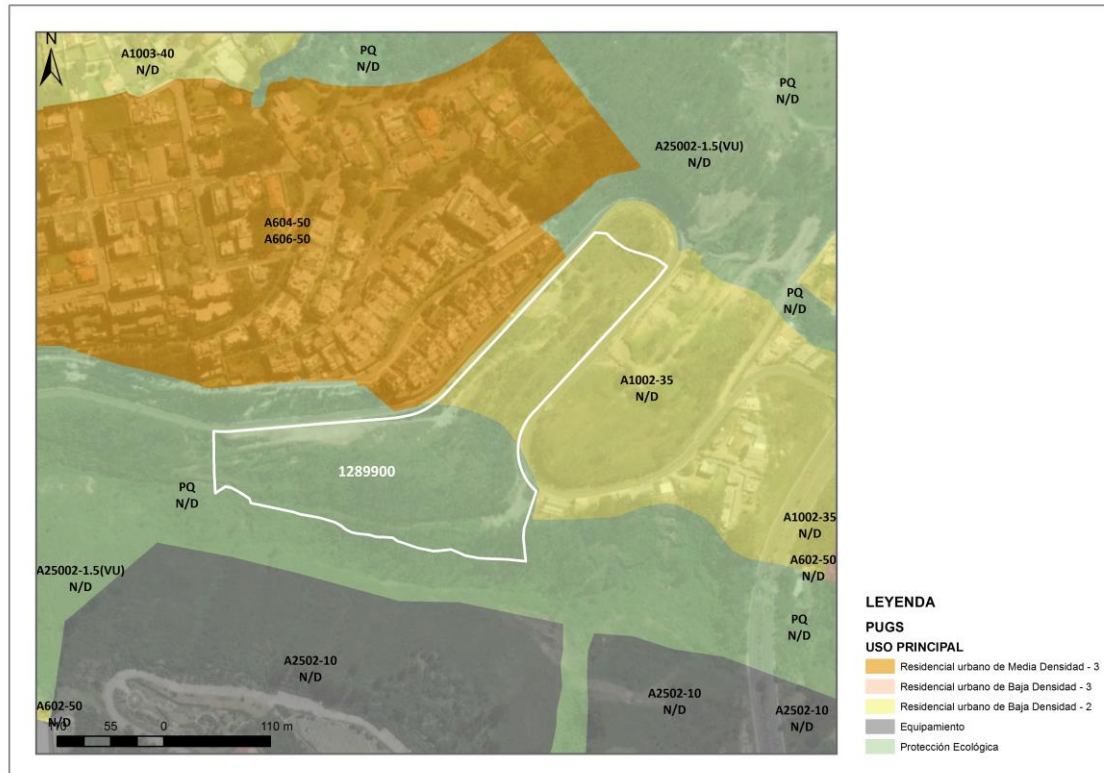 A1003-40
N/D
N
PQ
N/D
PQ
N/D
A25002-1.5(VU)
N/D
A604-50
A606-50
PQ
N/D
A1002-35
N/D
1289900
PQ
N/D
A1002-35
N/D
A602-50
N/D
A25002-1.5(VU)
N/D
PQ
N/D
A2502-10
N/D
A2502-10
N/D
A2502-10
N/D
A602-50
N/D
55 0 110 m
LEYENDA
PUGS
USO PRINCIPAL
Residencial urbano de Media Densidad - 3
Residencial urbano de Baja Densidad - 3
Residencial urbano de Baja Densidad - 2
Equipamiento
Protección Ecológica